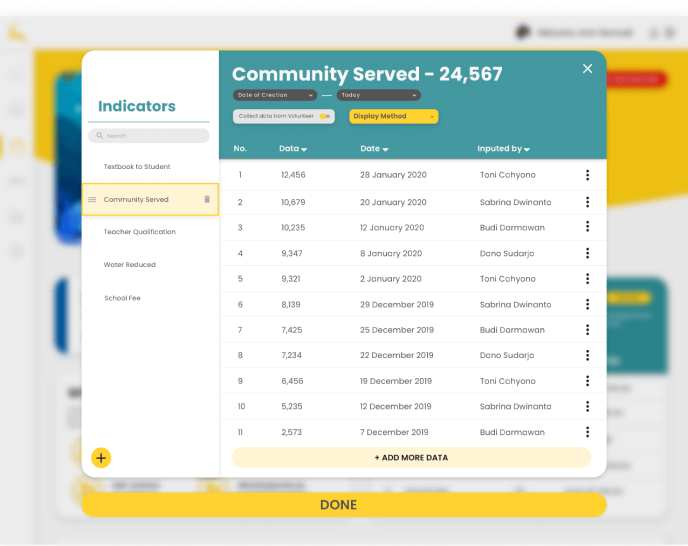 Indicators
Search
Textbook to Student
Community Served
Teacher Qualification
Water Reduced
School Fee
+
Community Served - 24,567
Date of Creation — Today
Collect data from Volunteer Display Method
No. Data Date Inputed by
1 12,456 28 January 2020 Toni Cohyono
2 10,679 20 January 2020 Sabrina Dwinanto
3 10,235 12 January 2020 Budi Darmawan
4 9,347 8 January 2020 Dono Sudarjo
5 9,321 2 January 2020 Toni Cohyono
6 8,139 29 December 2019 Sabrina Dwinanto
7 7,425 25 December 2019 Budi Darmawan
8 7,234 22 December 2019 Dono Sudarjo
9 6,456 19 December 2019 Toni Cohyono
10 5,235 12 December 2019 Sabrina Dwinanto
11 2,573 7 December 2019 Budi Darmawan
+ ADD MORE DATA
DONE